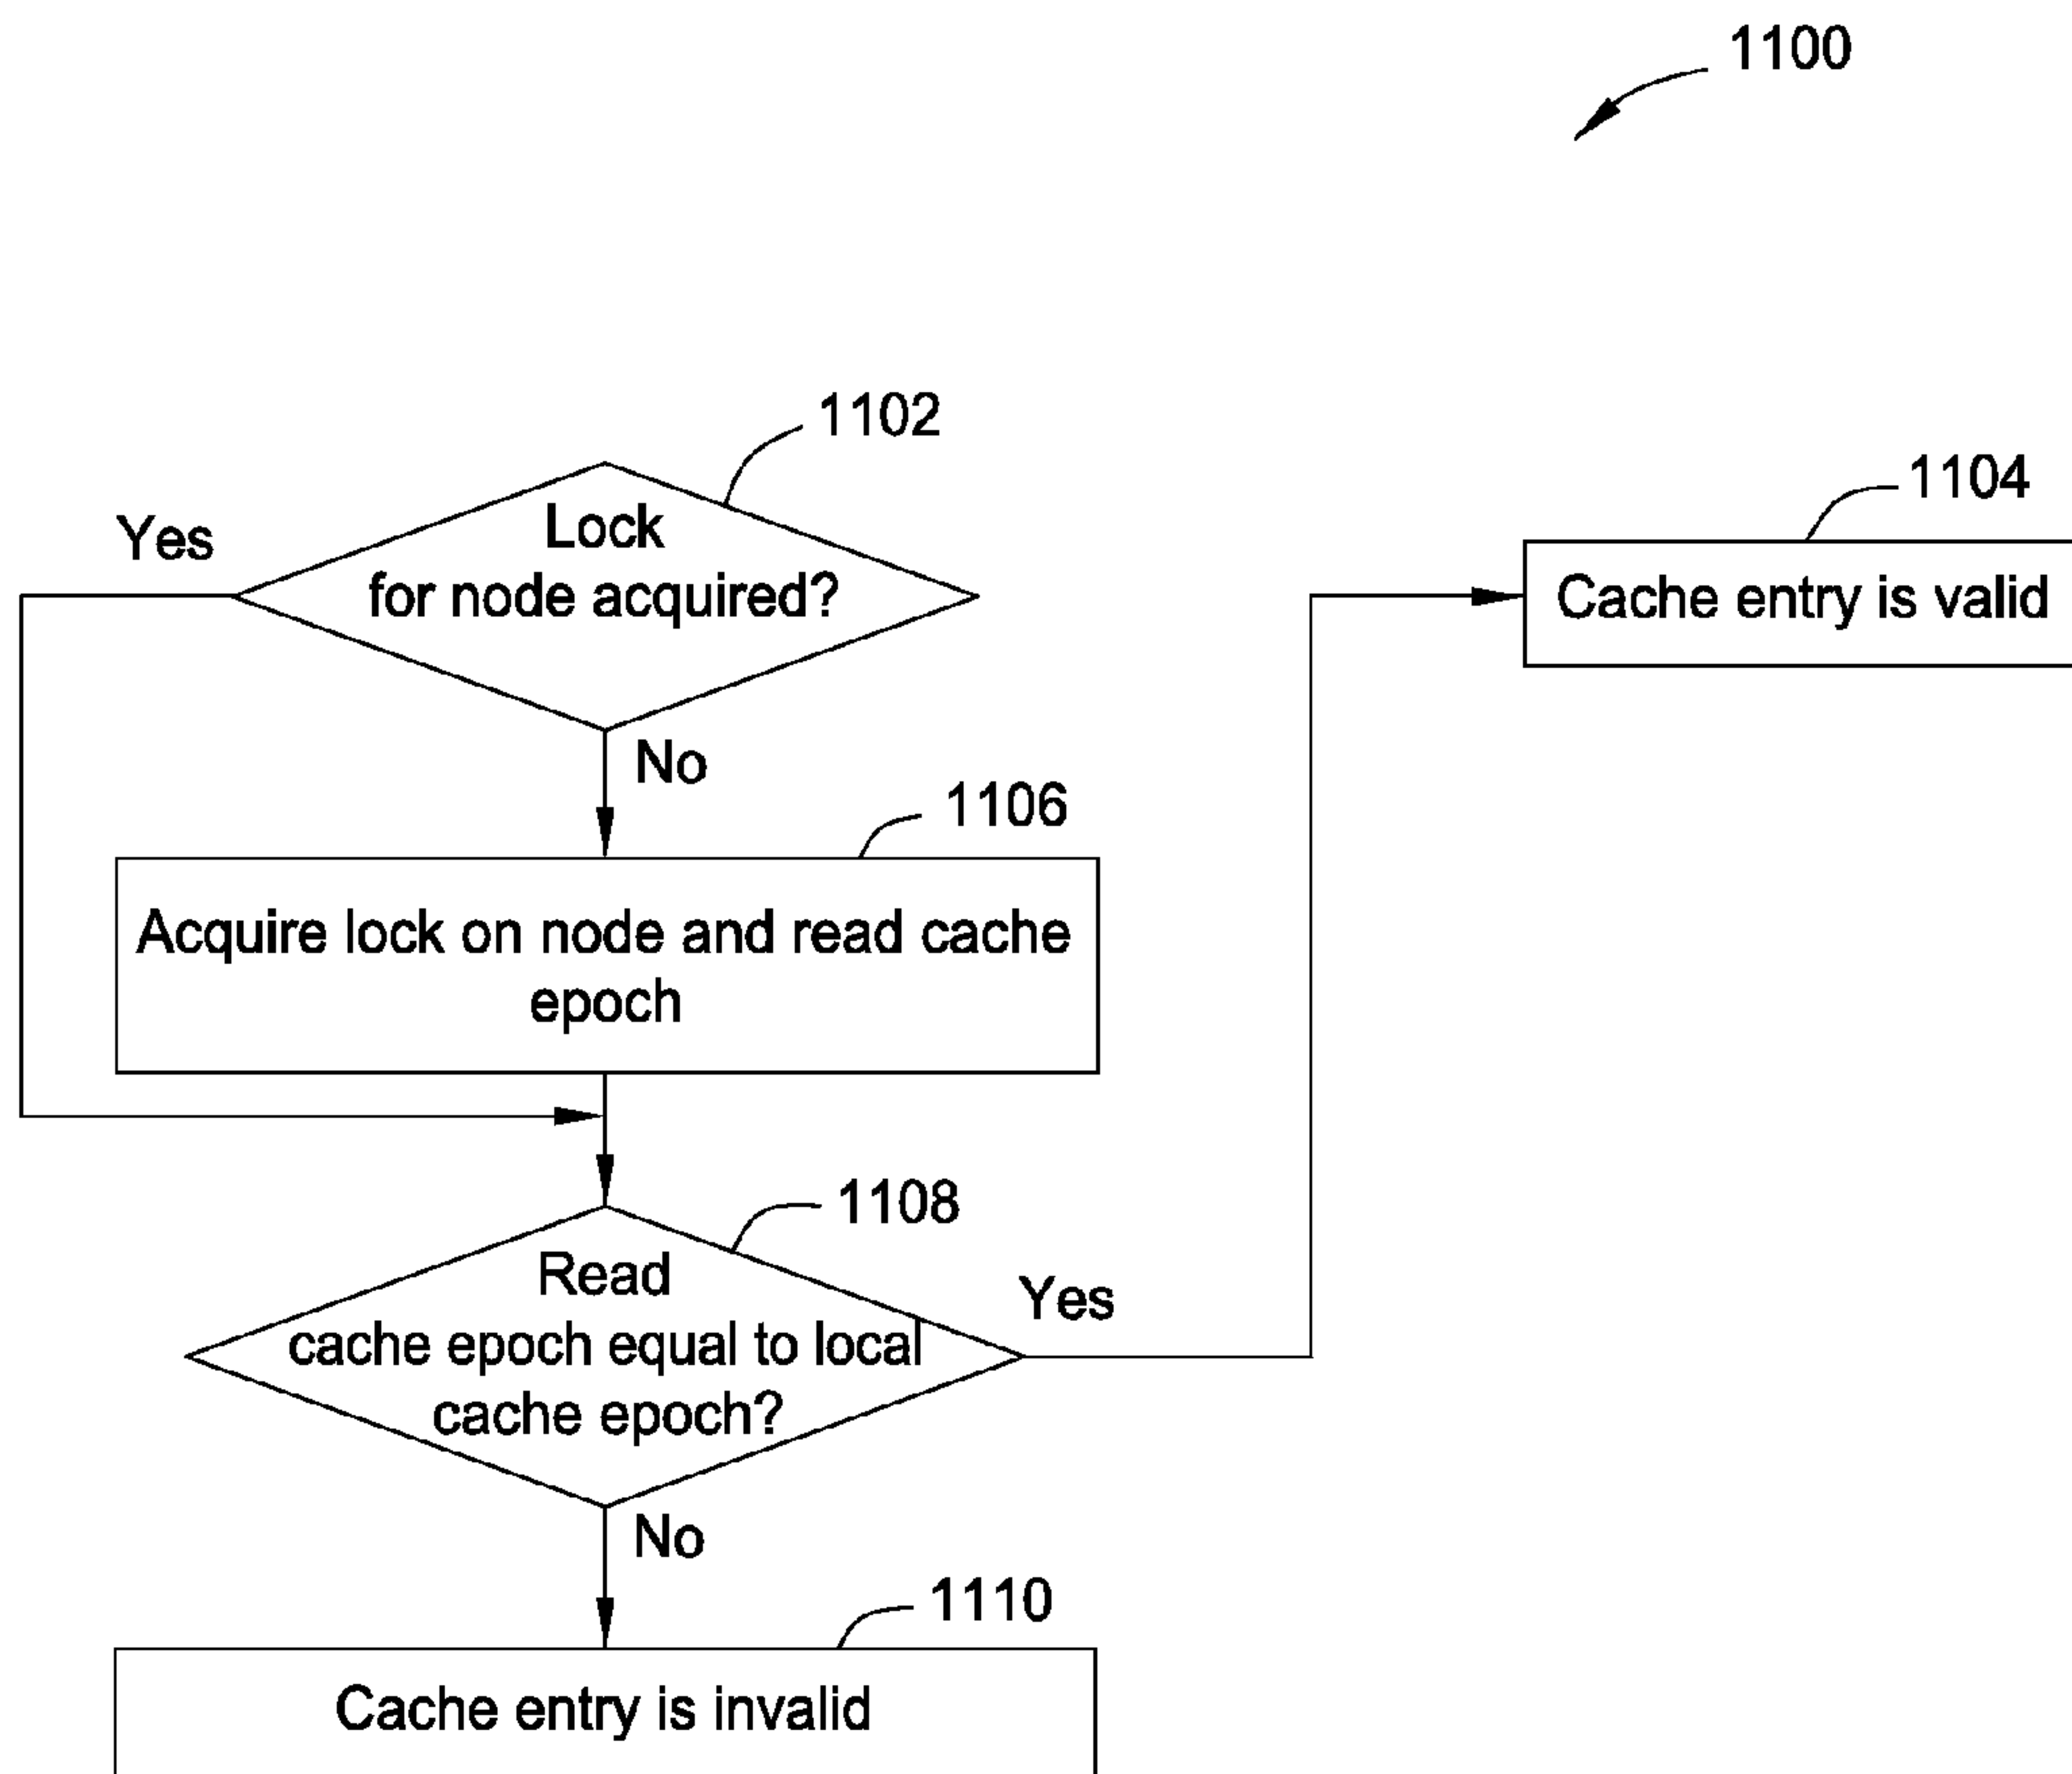 1100
1102
Lock
for node acquired?
Yes
No
1104
Cache entry is valid
1106
Acquire lock on node and read cache
epoch
1108
Read
cache epoch equal to local
cache epoch?
Yes
No
1110
Cache entry is invalid